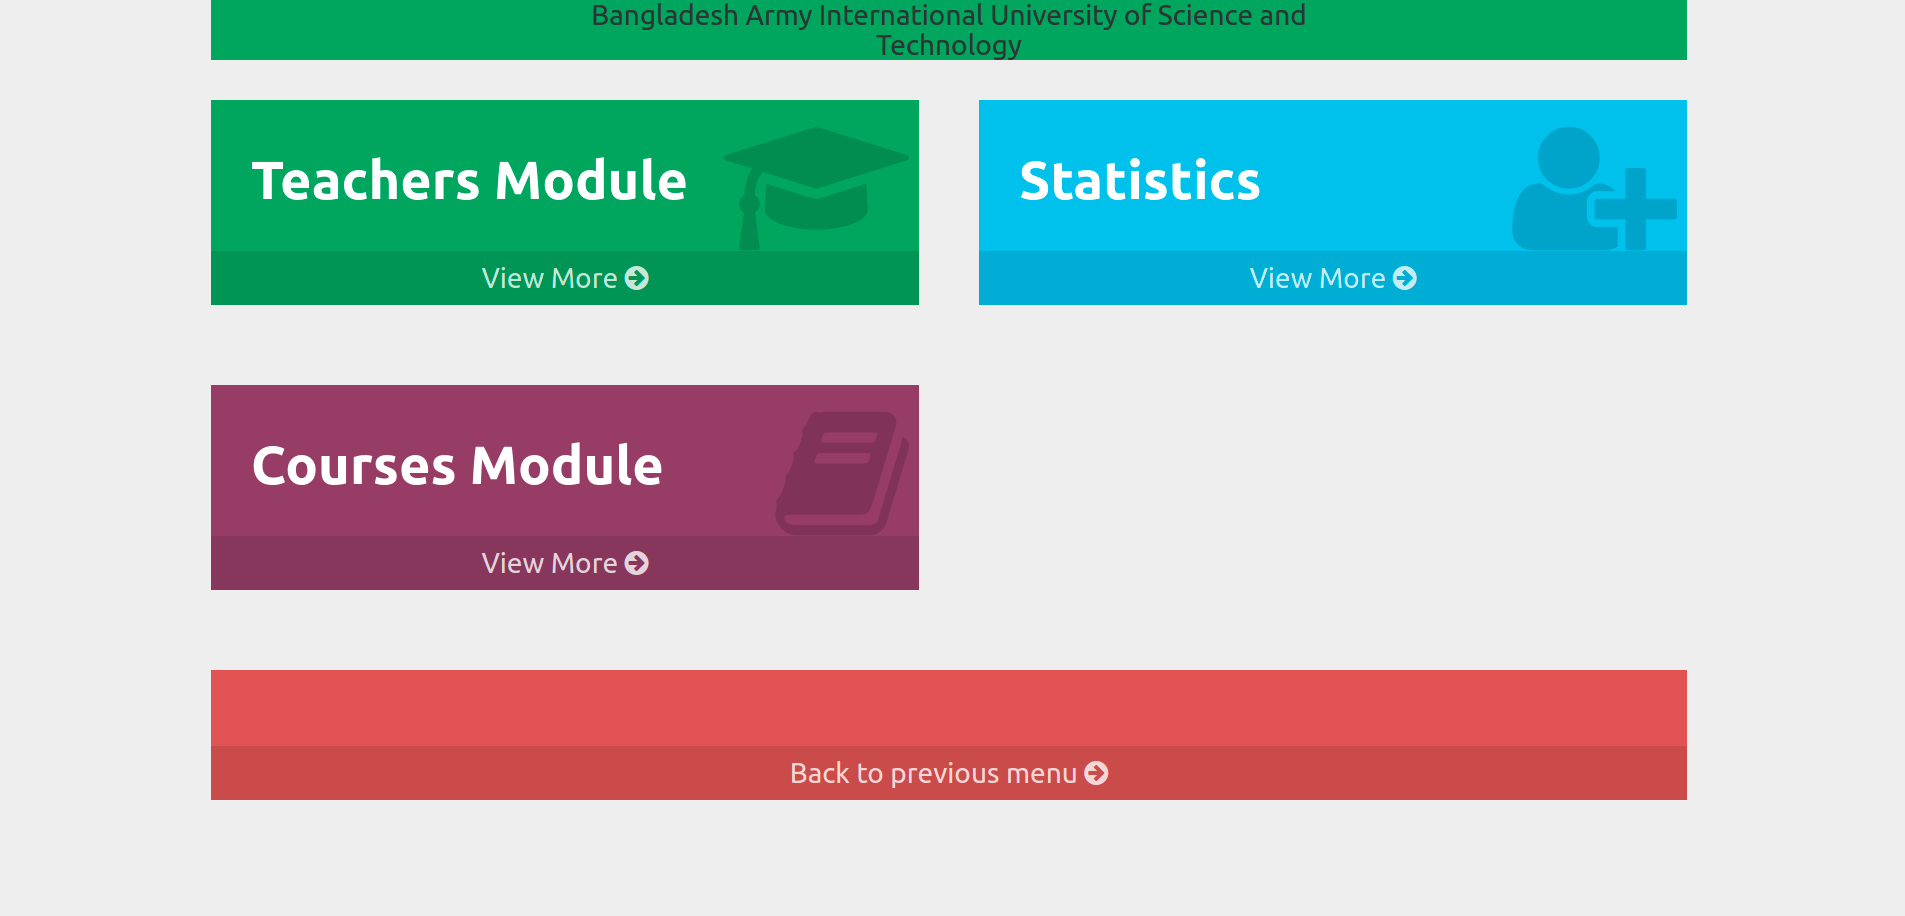 Bangladesh Army International University of Science and
Technology
Teachers Module
View More
Statistics
View More
Courses Module
View More
Back to previous menu